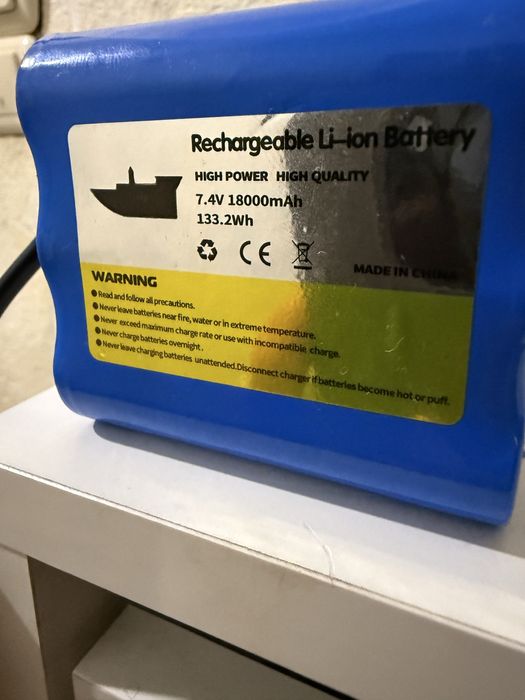 Rechargeable Li-ion Battery
HIGH POWER HIGH QUALITY
7.4V 18000mAh
133.2Wh
CE
MADE IN CHINA
WARNING
● Read and follow all precautions.
● Never leave batteries near fire, water or in extreme temperature.
● Never exceed maximum charge rate or use with incompatible charge.
● Never charge batteries overnight.
● Never leave charging batteries unattended.Disconnect charger if batteries become hot or puff.